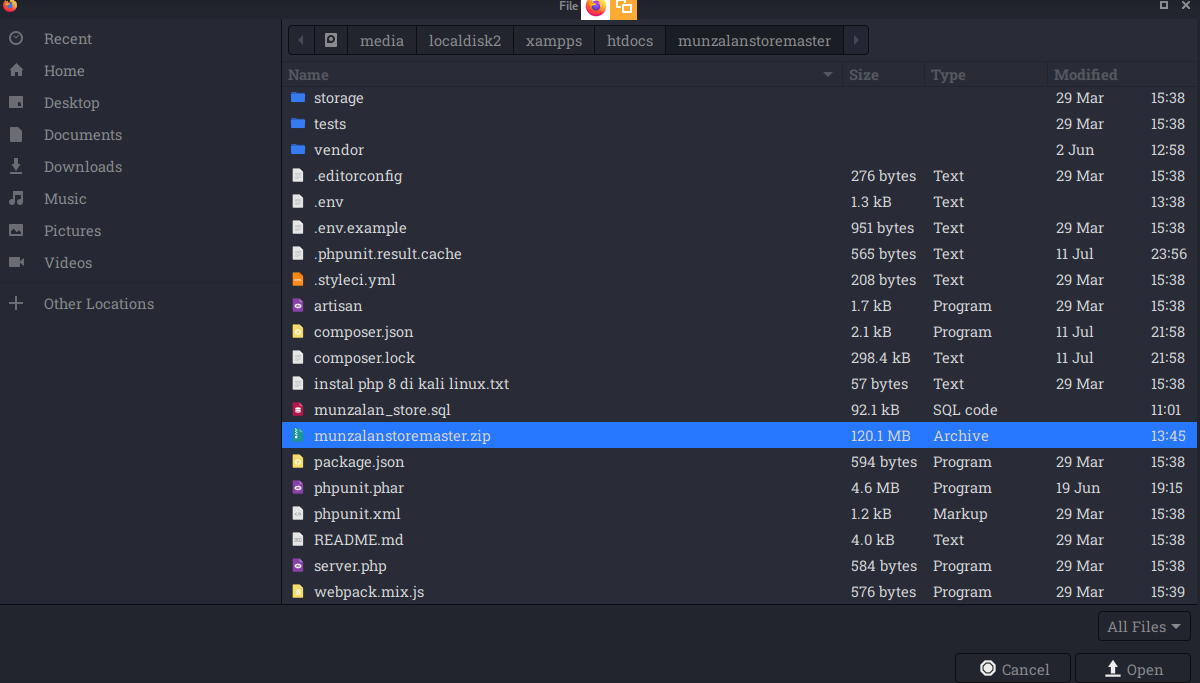 File
Recent
Home
Desktop
Documents
Downloads
Music
Pictures
Videos
Other Locations
media localdisk2 xampps htdocs munzalanstoremaster
Name Size Type Modified
storage 29 Mar 15:38
tests 29 Mar 15:38
vendor 2 Jun 12:58
.editorconfig 276 bytes Text 29 Mar 15:38
.env 1.3 kB Text 13:38
.env.example 951 bytes Text 29 Mar 15:38
.phpunit.result.cache 565 bytes Text 11 Jul 23:56
.styleci.yml 208 bytes Text 29 Mar 15:38
artisan 1.7 kB Program 29 Mar 15:38
composer.json 2.1 kB Program 11 Jul 21:58
composer.lock 298.4 kB Text 11 Jul 21:58
instal php 8 di kali linux.txt 57 bytes Text 29 Mar 15:38
munzalan_store.sql 92.1 kB SQL code 11:01
munzalanstoremaster.zip 120.1 MB Archive 13:45
package.json 594 bytes Program 29 Mar 15:38
phpunit.phar 4.6 MB Program 19 Jun 19:15
phpunit.xml 1.2 kB Markup 29 Mar 15:38
README.md 4.0 kB Text 29 Mar 15:38
server.php 584 bytes Program 29 Mar 15:38
webpack.mix.js 576 bytes Program 29 Mar 15:39
All Files
Cancel Open